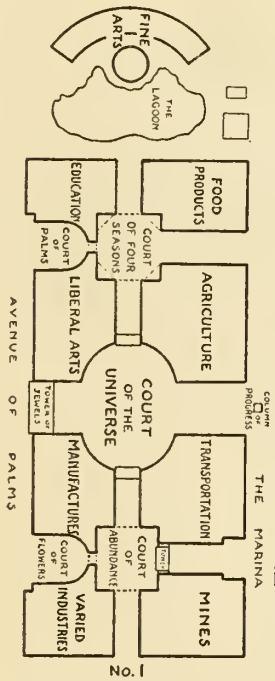 FINE
ARTS
THE
LAGOON
EDUCATION
COURT
OF
PALMS
COURT
OF FOUR
SEASONS
FOOD
PRODUCTS
LIBERAL ARTS
AGRICULTURE
AVENUE OF PALMS
TOWER OF
JEWELS
COURT
OF THE
UNIVERSE
COLUMN
OF
PROGRESS
THE MARINA
MANUFACTURES
TRANSPORTATION
COURT
OF
FLOWERS
COURT
OF
ABUNDANCE
TOWER
VARIED
INDUSTRIES
MINES
No. 1